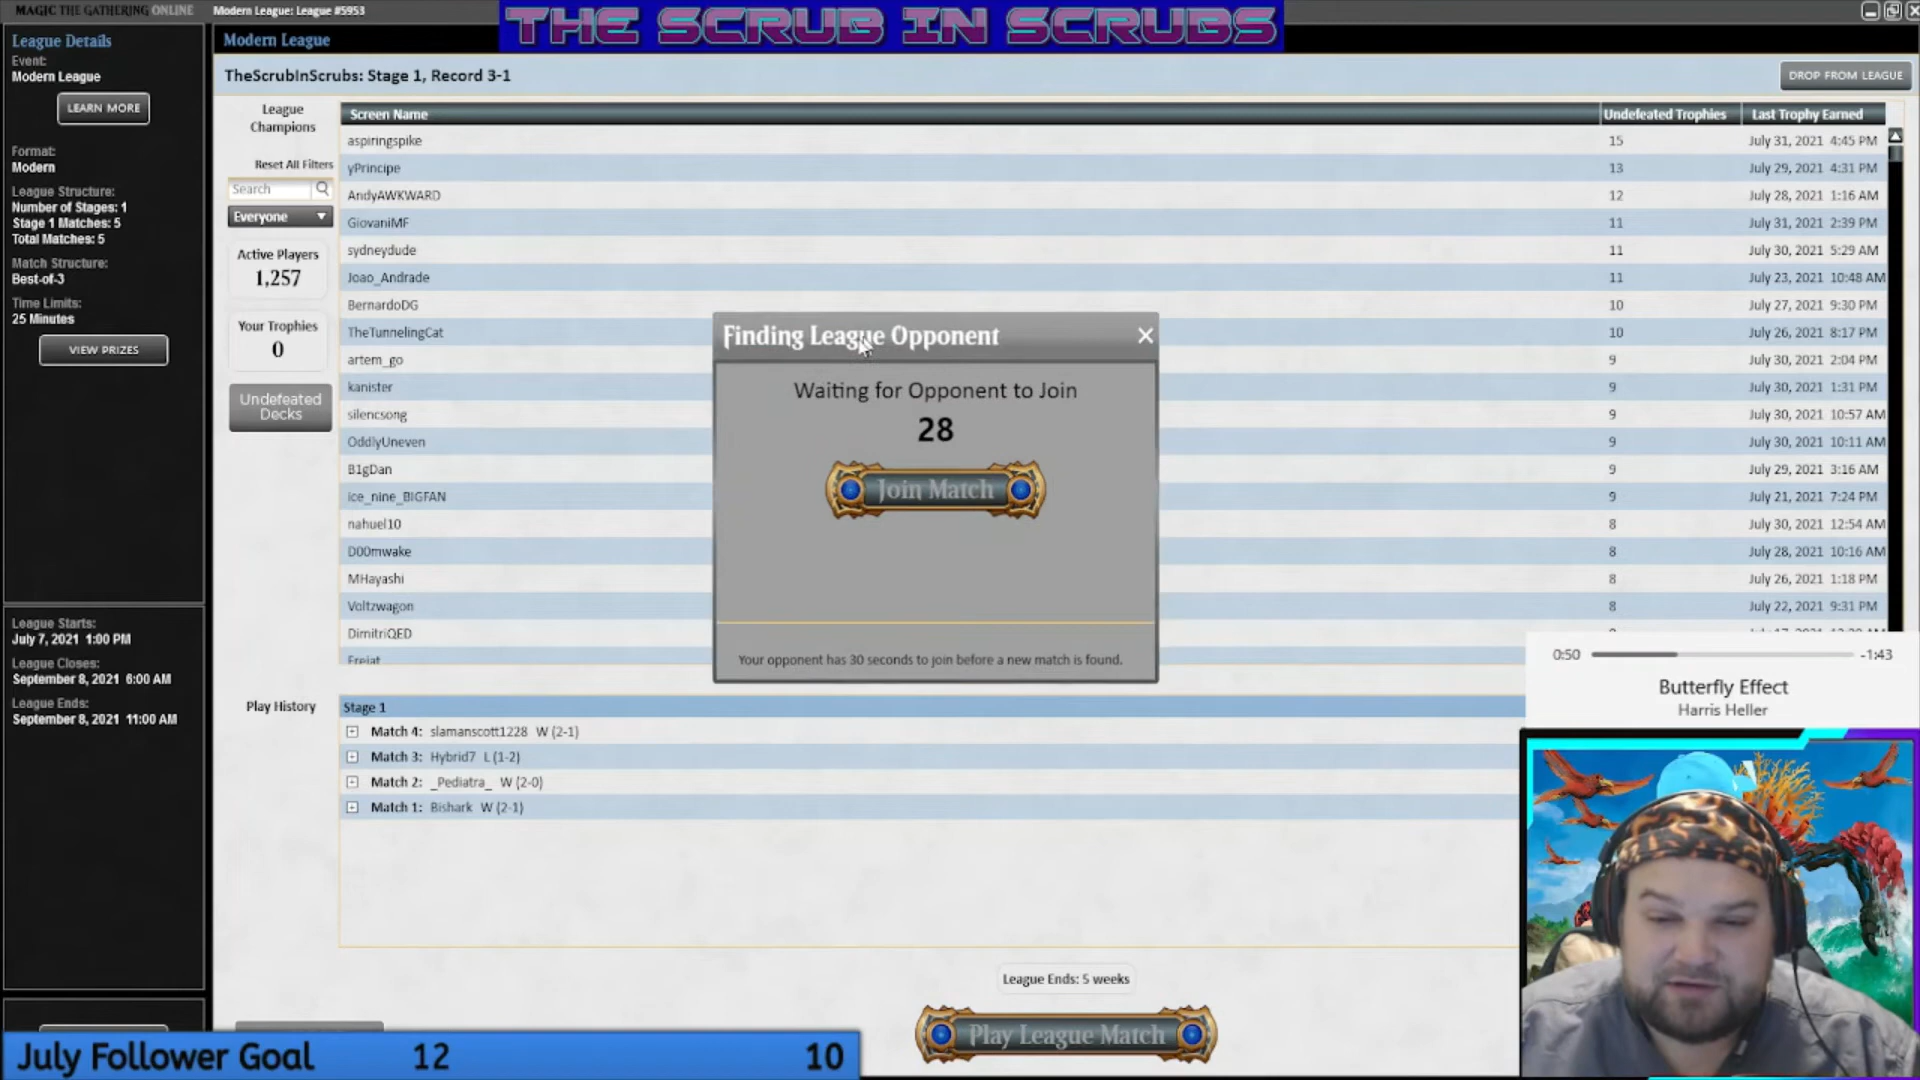 MAGIC THE GATHERING ONLINE
Modern League: League #5953
THE SCRUB IN SCRUBS
League Details
Event:
Modern League
LEARN MORE
Format:
Modern
League Structure:
Number of Stages: 1
Stage 1 Matches: 5
Total Matches: 5
Match Structure:
Best-of-3
Time Limits:
25 Minutes
VIEW PRIZES
League Starts:
July 7, 2021 1:00 PM
League Closes:
September 8, 2021 6:00 AM
League Ends:
September 8, 2021 11:00 AM
Modern League
TheScrubInScrubs: Stage 1, Record 3-1
DROP FROM LEAGUE
League
Champions
Reset All Filters
Search
Everyone
Active Players
1,257
Your Trophies
0
Undefeated
Decks
Screen Name Undefeated Trophies Last Trophy Earned
aspiringspike 15 July 31, 2021 4:45 PM
yPrincipe 13 July 29, 2021 4:31 PM
AndyAWKWARD 12 July 28, 2021 1:16 AM
GiovaniMF 11 July 31, 2021 2:39 PM
sydneydude 11 July 30, 2021 5:29 AM
Joao_Andrade 11 July 23, 2021 10:48 AM
BernardoDG 10 July 27, 2021 9:30 PM
TheTunnelingCat 10 July 26, 2021 8:17 PM
artem_go 9 July 30, 2021 2:04 PM
kanister 9 July 30, 2021 1:31 PM
silencsong 9 July 30, 2021 10:57 AM
OddlyUneven 9 July 30, 2021 10:11 AM
B1gDan 9 July 29, 2021 3:16 AM
ice_nine_BIGFAN 9 July 21, 2021 7:24 PM
nahuel10 8 July 30, 2021 12:54 AM
D00mwake 8 July 28, 2021 10:16 AM
MHayashi 8 July 26, 2021 1:18 PM
Voltzwagon 8 July 22, 2021 9:31 PM
DimitriQED
Freiat
Finding League Opponent
Waiting for Opponent to Join
28
Join Match
Your opponent has 30 seconds to join before a new match is found.
0:50 -1:43
Butterfly Effect
Harris Heller
Play History
Stage 1
Match 4: slamanscott1228 W (2-1)
Match 3: Hybrid7 L (1-2)
Match 2: _Pediatra_ W (2-0)
Match 1: Bishark W (2-1)
League Ends: 5 weeks
Play League Match
July Follower Goal 12 10